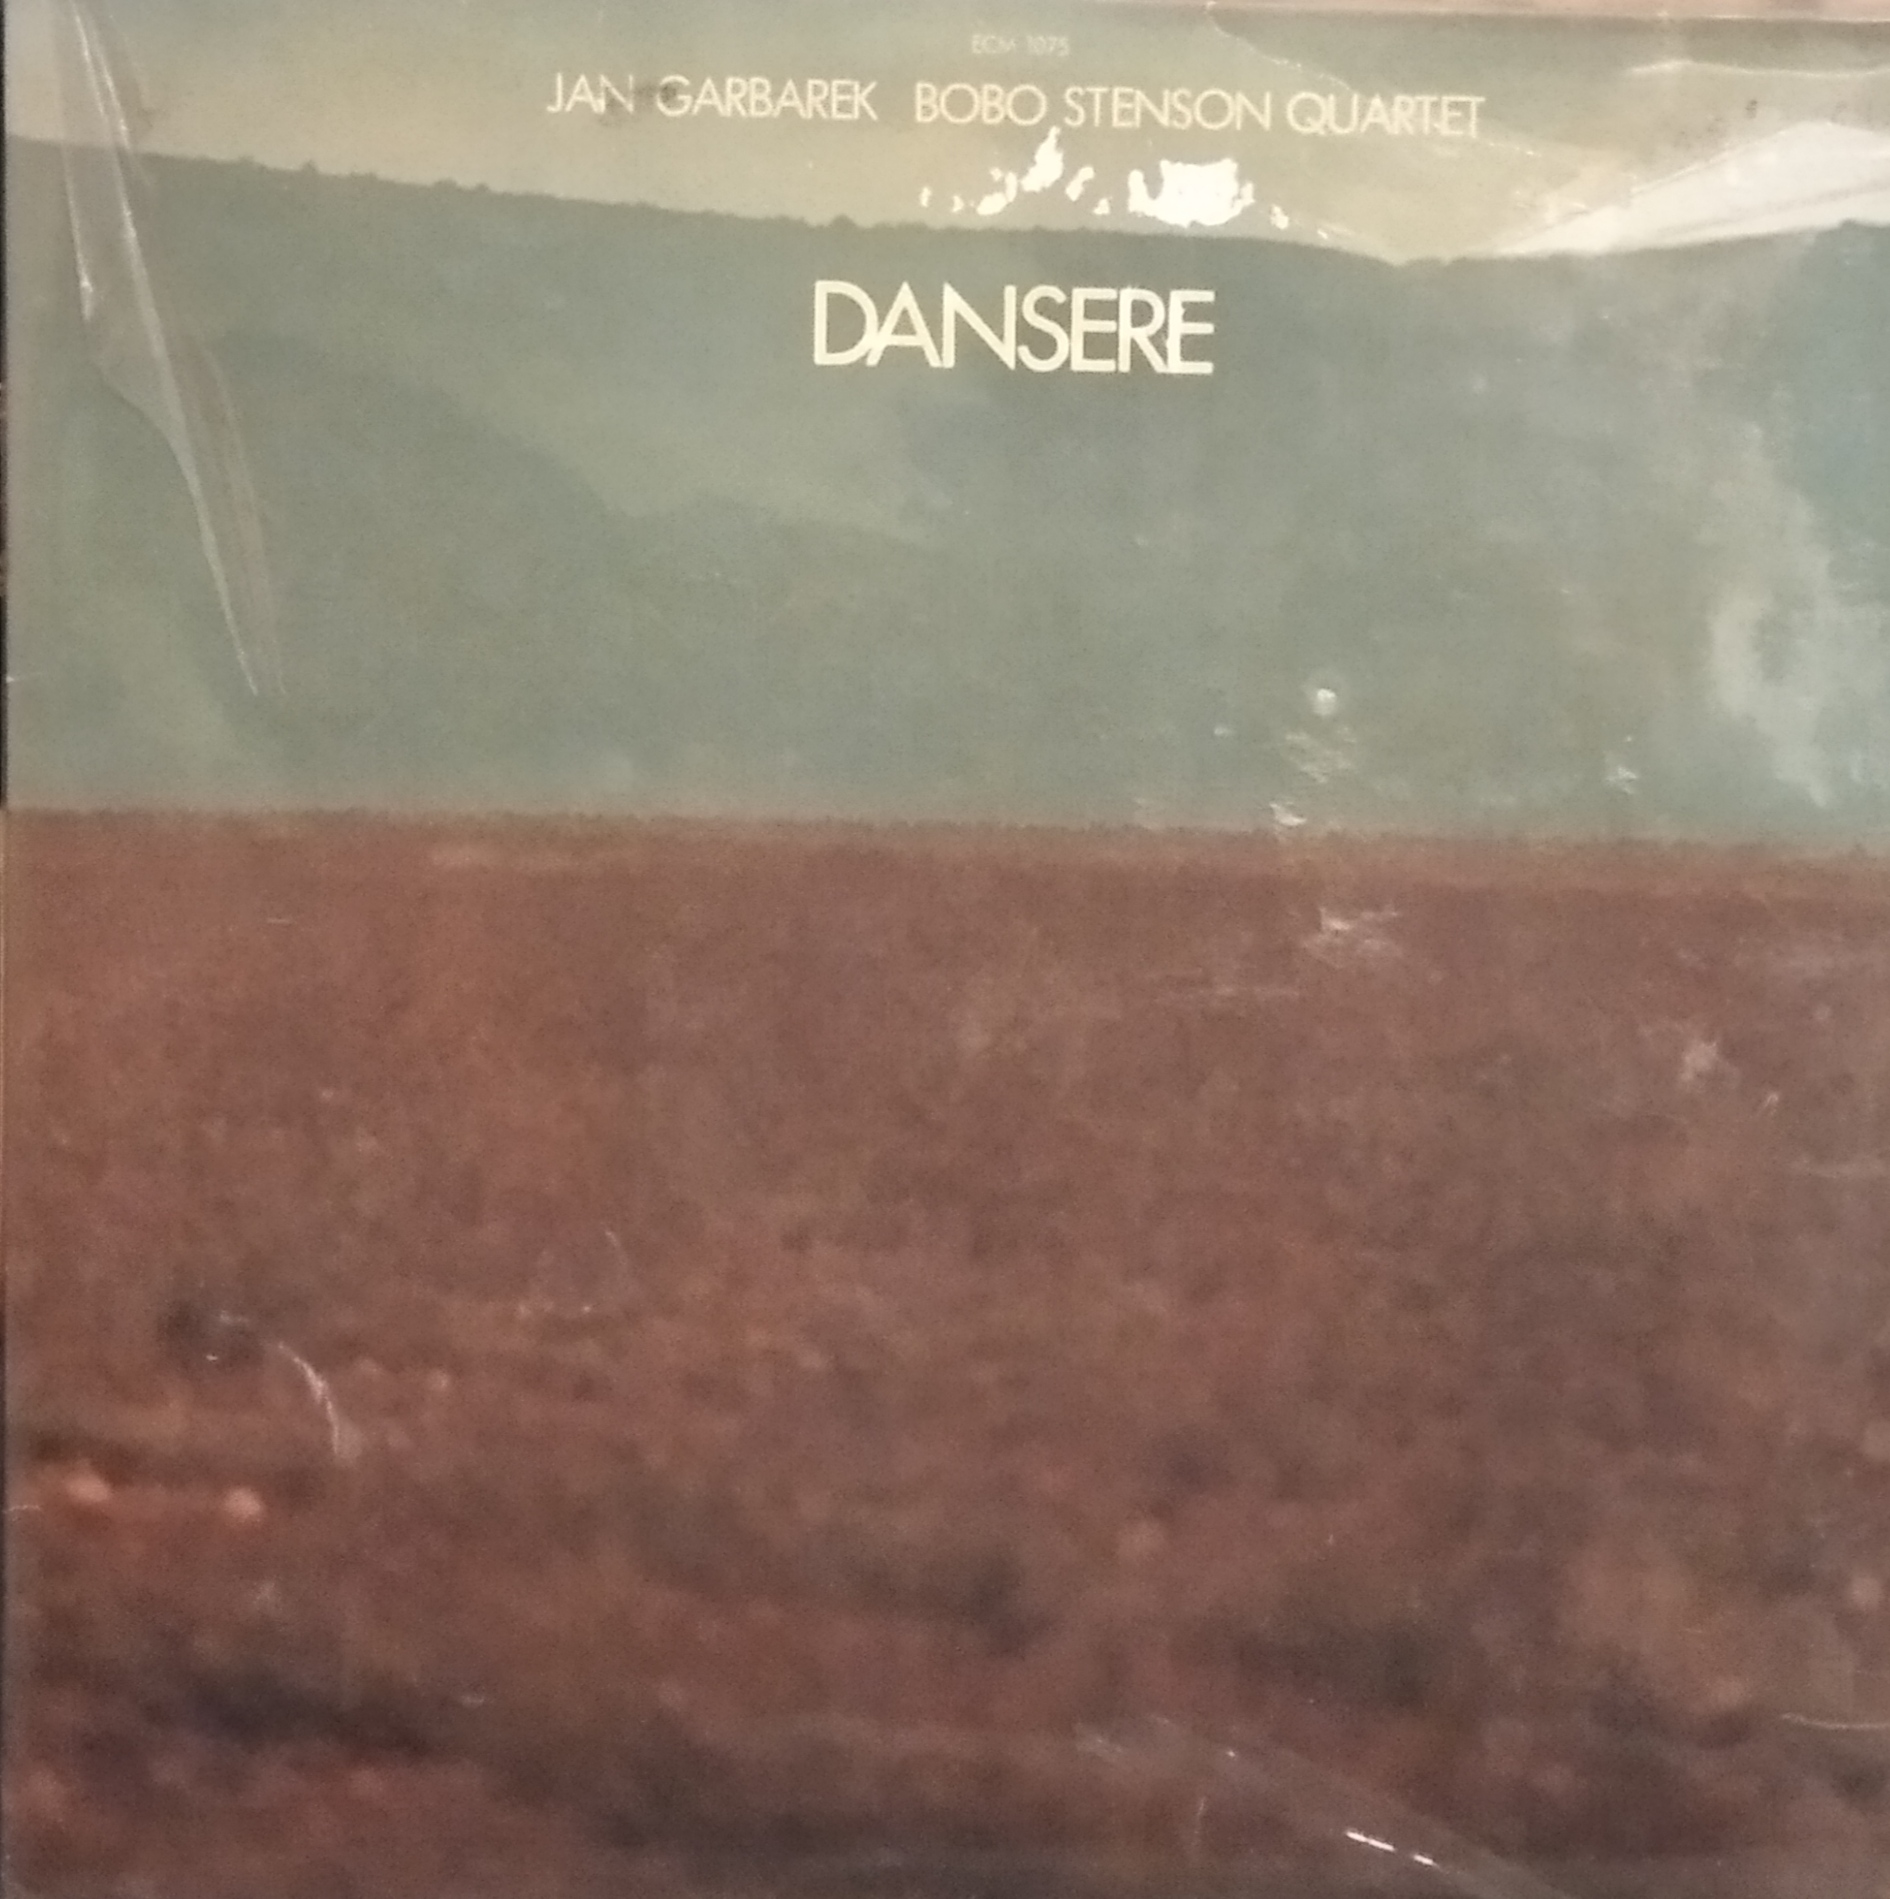 ECM 1075
JAN GARBAREK BOBO STENSON QUARTET
DANSERE